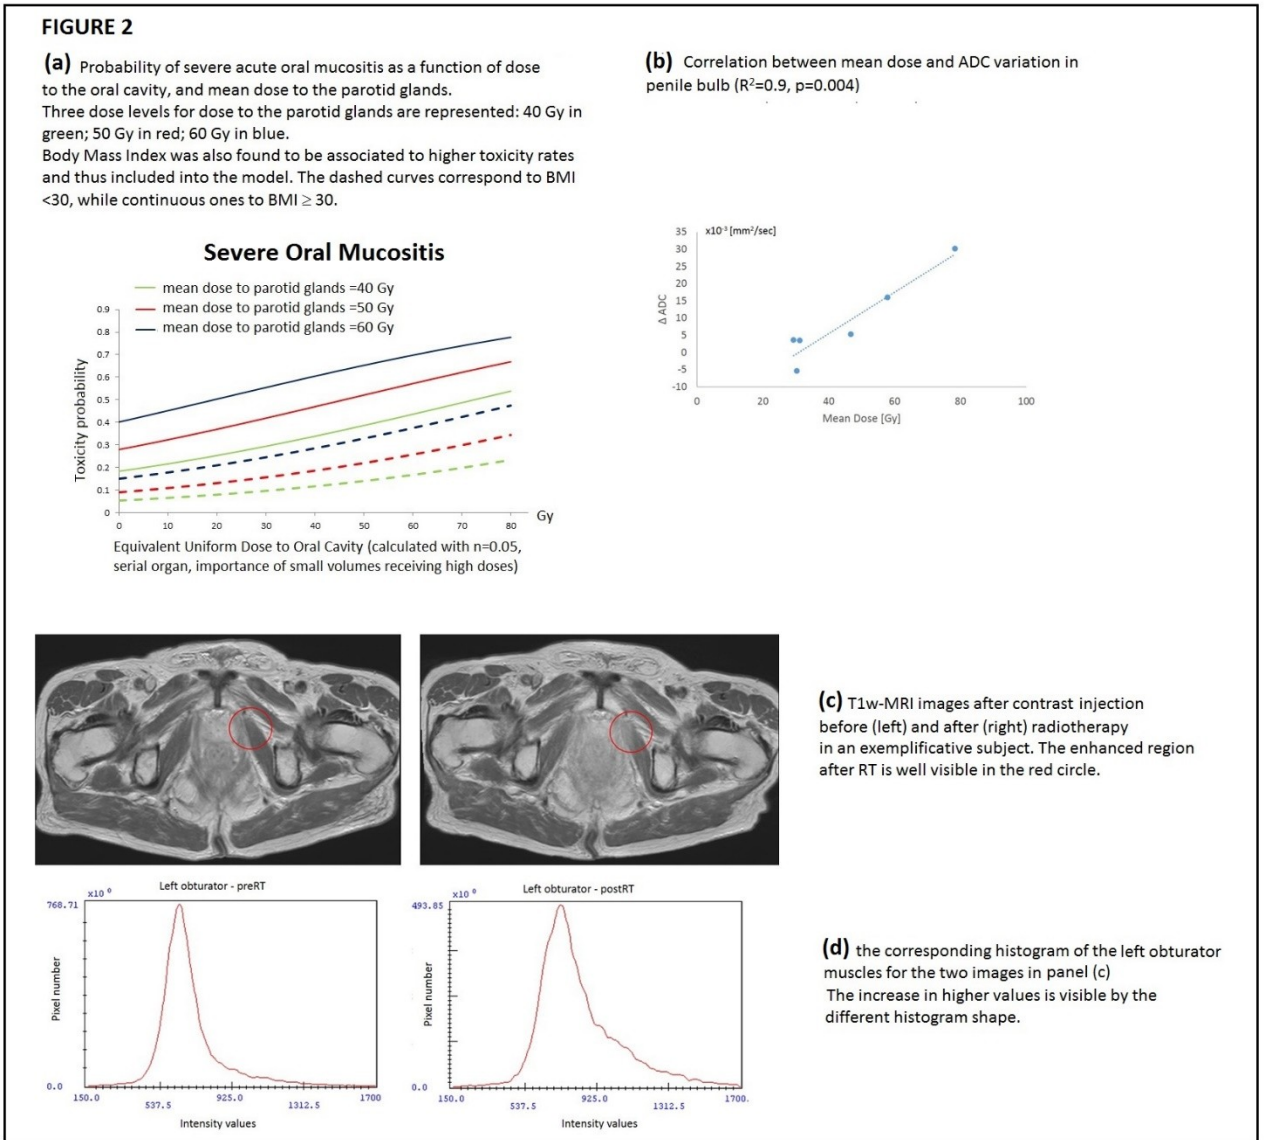 FIGURE 2
(a) Probability of severe acute oral mucositis as a function of dose
to the oral cavity, and mean dose to the parotid glands.
Three dose levels for dose to the parotid glands are represented: 40 Gy in
green; 50 Gy in red; 60 Gy in blue.
Body Mass Index was also found to be associated to higher toxicity rates
and thus included into the model. The dashed curves correspond to BMI
<30, while continuous ones to BMI ≥ 30.
Severe Oral Mucositis
mean dose to parotid glands =40 Gy
mean dose to parotid glands =50 Gy
mean dose to parotid glands =60 Gy
Toxicity probability
0.9
0.8
0.7
0.6
0.5
0.4
0.3
0.2
0.1
0
0 10 20 30 40 50 60 70 80
Gy
Equivalent Uniform Dose to Oral Cavity (calculated with n=0.05,
serial organ, importance of small volumes receiving high doses)
(b) Correlation between mean dose and ADC variation in
penile bulb (R²=0.9, p=0.004)
x10⁻³ [mm²/sec]
Δ ADC
35
30
25
20
15
10
5
0
-5
-10
0 20 40 60 80 100
Mean Dose [Gy]
(c) T1w-MRI images after contrast injection
before (left) and after (right) radiotherapy
in an exemplificative subject. The enhanced region
after RT is well visible in the red circle.
Left obturator - preRT
x10 ⁰
768.71
Pixel number
0.0
150.0 537.5 925.0 1312.5 1700
Intensity values
Left obturator - postRT
x10 ⁰
493.85
Pixel number
0.0
150.0 537.5 925.0 1312.5 1700.
Intensity values
(d) the corresponding histogram of the left obturator
muscles for the two images in panel (c)
The increase in higher values is visible by the
different histogram shape.